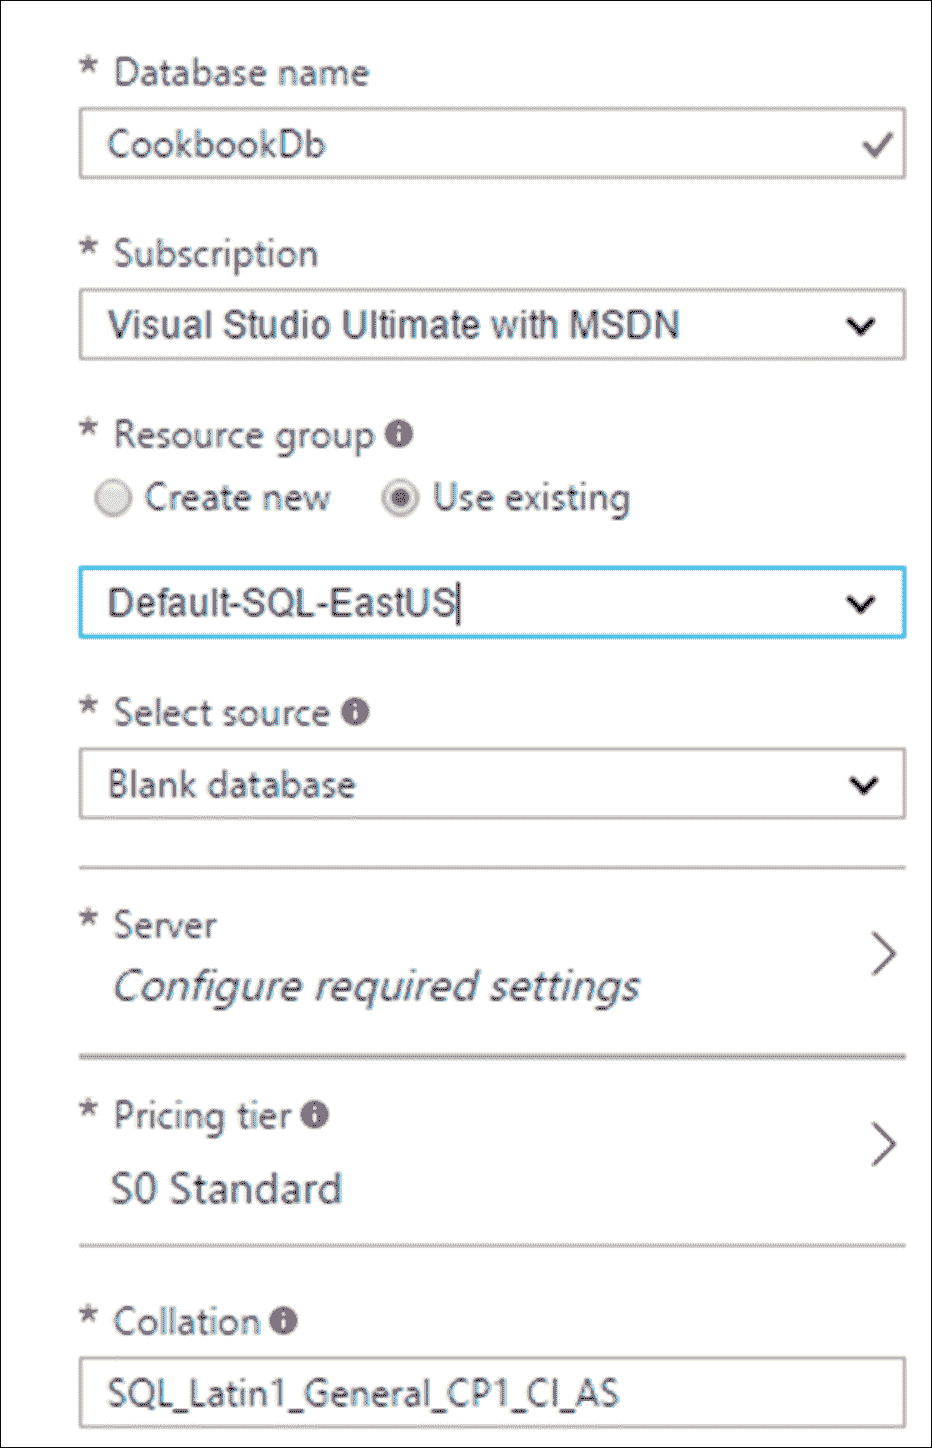 * Database name
CookbookDb
* Subscription
Visual Studio Ultimate with MSDN
* Resource group
Create new Use existing
Default-SQL-EastUS
* Select source
Blank database
* Server
Configure required settings
* Pricing tier
S0 Standard
* Collation
SQL_Latin1_General_CP1_CI_AS